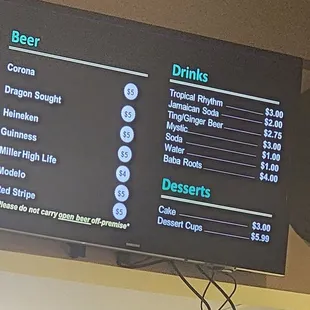 Beer
Corona $5
Dragon Sought $5
Heineken $5
Guinness $5
Miller High Life $4
Modelo $5
Red Stripe $5
Please do not carry open beer off-premise*
Drinks
Tropical Rhythm $3.00
Jamaican Soda $2.00
Ting/Ginger Beer $2.75
Mystic $3.00
Soda $1.00
Water $1.00
Baba Roots $4.00
Desserts
Cake $3.00
Dessert Cups $5.99